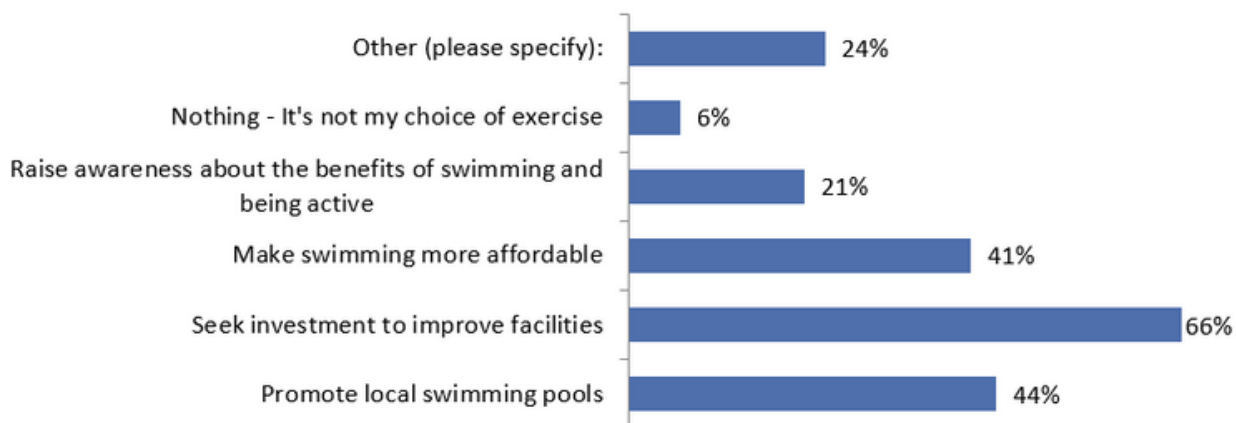 Other (please specify):
24%
Nothing - It's not my choice of exercise
6%
Raise awareness about the benefits of swimming and
being active
21%
Make swimming more affordable
41%
Seek investment to improve facilities
66%
Promote local swimming pools
44%